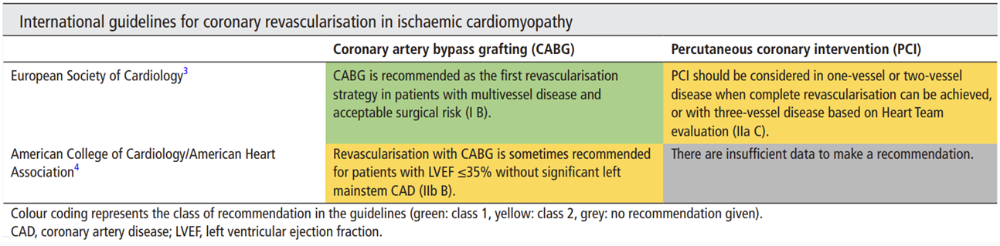 International guidelines for coronary revascularisation in ischaemic cardiomyopathy
Coronary artery bypass grafting (CABG)
Percutaneous coronary intervention (PCI)
European Society of Cardiology3
CABG is recommended as the first revascularisation
strategy in patients with multivessel disease and
acceptable surgical risk (I B).
PCI should be considered in one-vessel or two-vessel
disease when complete revascularisation can be achieved,
or with three-vessel disease based on Heart Team
evaluation (IIa C).
American College of Cardiology/American Heart
Association4
Revascularisation with CABG is sometimes recommended
for patients with LVEF ≤35% without significant left
mainstem CAD (IIb B).
There are insufficient data to make a recommendation.
Colour coding represents the class of recommendation in the guidelines (green: class 1, yellow: class 2, grey: no recommendation given).
CAD, coronary artery disease; LVEF, left ventricular ejection fraction.